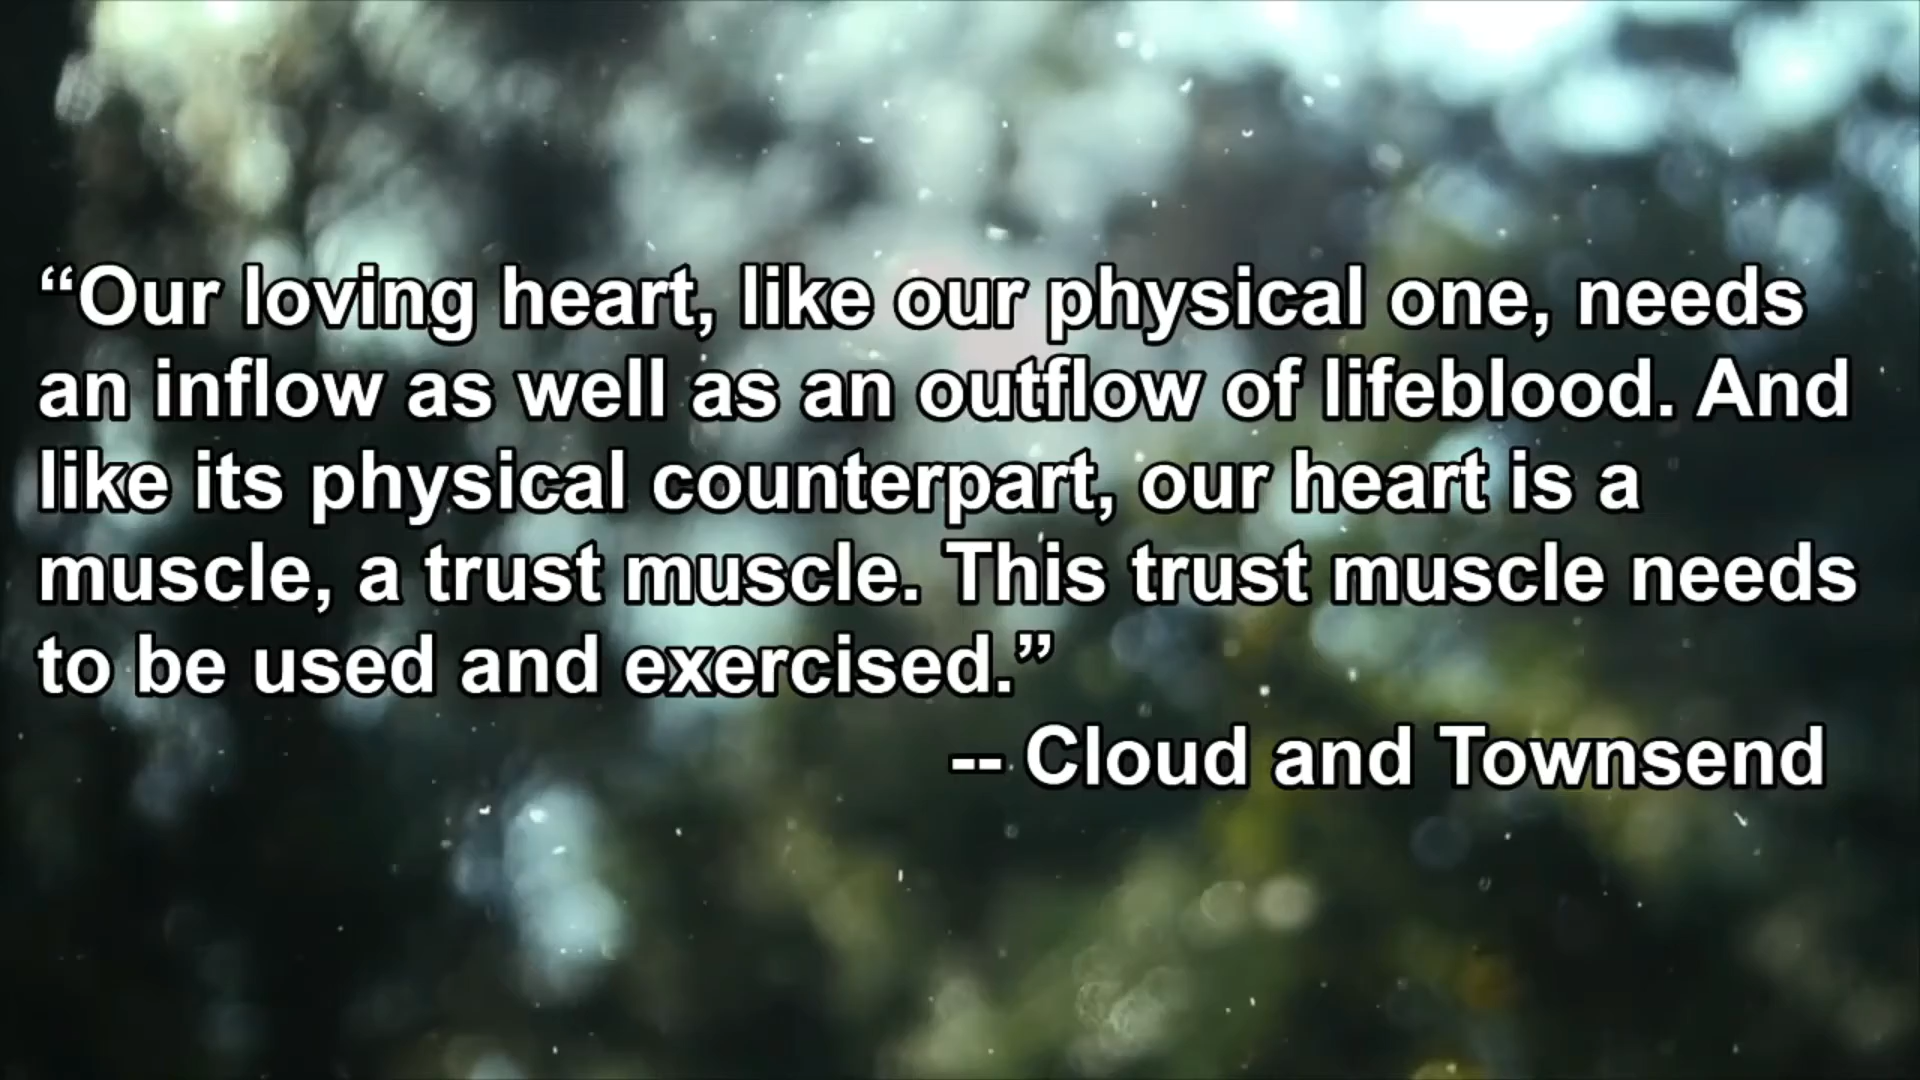 “Our loving heart, like our physical one, needs
an inflow as well as an outflow of lifeblood. And
like its physical counterpart, our heart is a
muscle, a trust muscle. This trust muscle needs
to be used and exercised.”
-- Cloud and Townsend